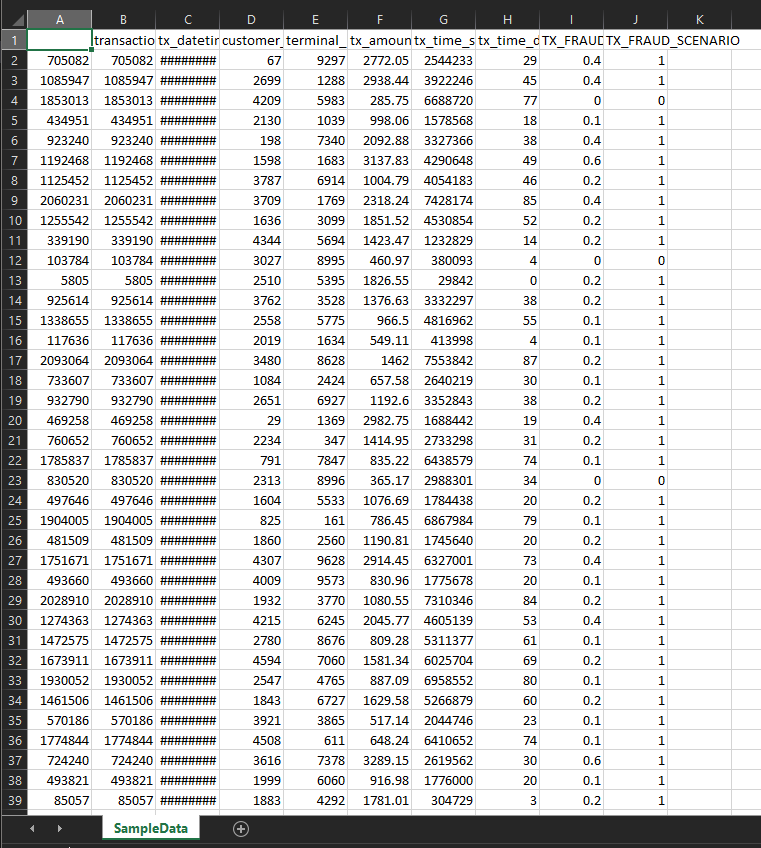 A B C D E F G H I J K
1 transactio tx_datetir customer_ terminal_ tx_amoun tx_time_s tx_time_d TX_FRAUD TX_FRAUD_SCENARIO
2 705082 705082 ######## 67 9297 2772.05 2544233 29 0.4 1
3 1085947 1085947 ######## 2699 1288 2938.44 3922246 45 0.4 1
4 1853013 1853013 ######## 4209 5983 285.75 6688720 77 0 0
5 434951 434951 ######## 2130 1039 998.06 1578568 18 0.1 1
6 923240 923240 ######## 198 7340 2092.88 3327366 38 0.4 1
7 1192468 1192468 ######## 1598 1683 3137.83 4290648 49 0.6 1
8 1125452 1125452 ######## 3787 6914 1004.79 4054183 46 0.2 1
9 2060231 2060231 ######## 3709 1769 2318.24 7428174 85 0.4 1
10 1255542 1255542 ######## 1636 3099 1851.52 4530854 52 0.2 1
11 339190 339190 ######## 4344 5694 1423.47 1232829 14 0.2 1
12 103784 103784 ######## 3027 8995 460.97 380093 4 0 0
13 5805 5805 ######## 2510 5395 1826.55 29842 0 0.2 1
14 925614 925614 ######## 3762 3528 1376.63 3332297 38 0.2 1
15 1338655 1338655 ######## 2558 5775 966.5 4816962 55 0.1 1
16 117636 117636 ######## 2019 1634 549.11 413998 4 0.1 1
17 2093064 2093064 ######## 3480 8628 1462 7553842 87 0.2 1
18 733607 733607 ######## 1084 2424 657.58 2640219 30 0.1 1
19 932790 932790 ######## 2651 6927 1192.6 3352843 38 0.2 1
20 469258 469258 ######## 29 1369 2982.75 1688442 19 0.4 1
21 760652 760652 ######## 2234 347 1414.95 2733298 31 0.2 1
22 1785837 1785837 ######## 791 7847 835.22 6438579 74 0.1 1
23 830520 830520 ######## 2313 8996 365.17 2988301 34 0 0
24 497646 497646 ######## 1604 5533 1076.69 1784438 20 0.2 1
25 1904005 1904005 ######## 825 161 786.45 6867984 79 0.1 1
26 481509 481509 ######## 1860 2560 1190.81 1745640 20 0.2 1
27 1751671 1751671 ######## 4307 9628 2914.45 6327001 73 0.4 1
28 493660 493660 ######## 4009 9573 830.96 1775678 20 0.1 1
29 2028910 2028910 ######## 1932 3770 1080.55 7310346 84 0.2 1
30 1274363 1274363 ######## 4215 6245 2045.77 4605139 53 0.4 1
31 1472575 1472575 ######## 2780 8676 809.28 5311377 61 0.1 1
32 1673911 1673911 ######## 4594 7060 1581.34 6025704 69 0.2 1
33 1930052 1930052 ######## 2547 4765 887.09 6958552 80 0.1 1
34 1461506 1461506 ######## 1843 6727 1629.58 5266879 60 0.2 1
35 570186 570186 ######## 3921 3865 517.14 2044746 23 0.1 1
36 1774844 1774844 ######## 4508 611 648.24 6410652 74 0.1 1
37 724240 724240 ######## 3616 7378 3289.15 2619562 30 0.6 1
38 493821 493821 ######## 1999 6060 916.98 1776000 20 0.1 1
39 85057 85057 ######## 1883 4292 1781.01 304729 3 0.2 1
SampleData